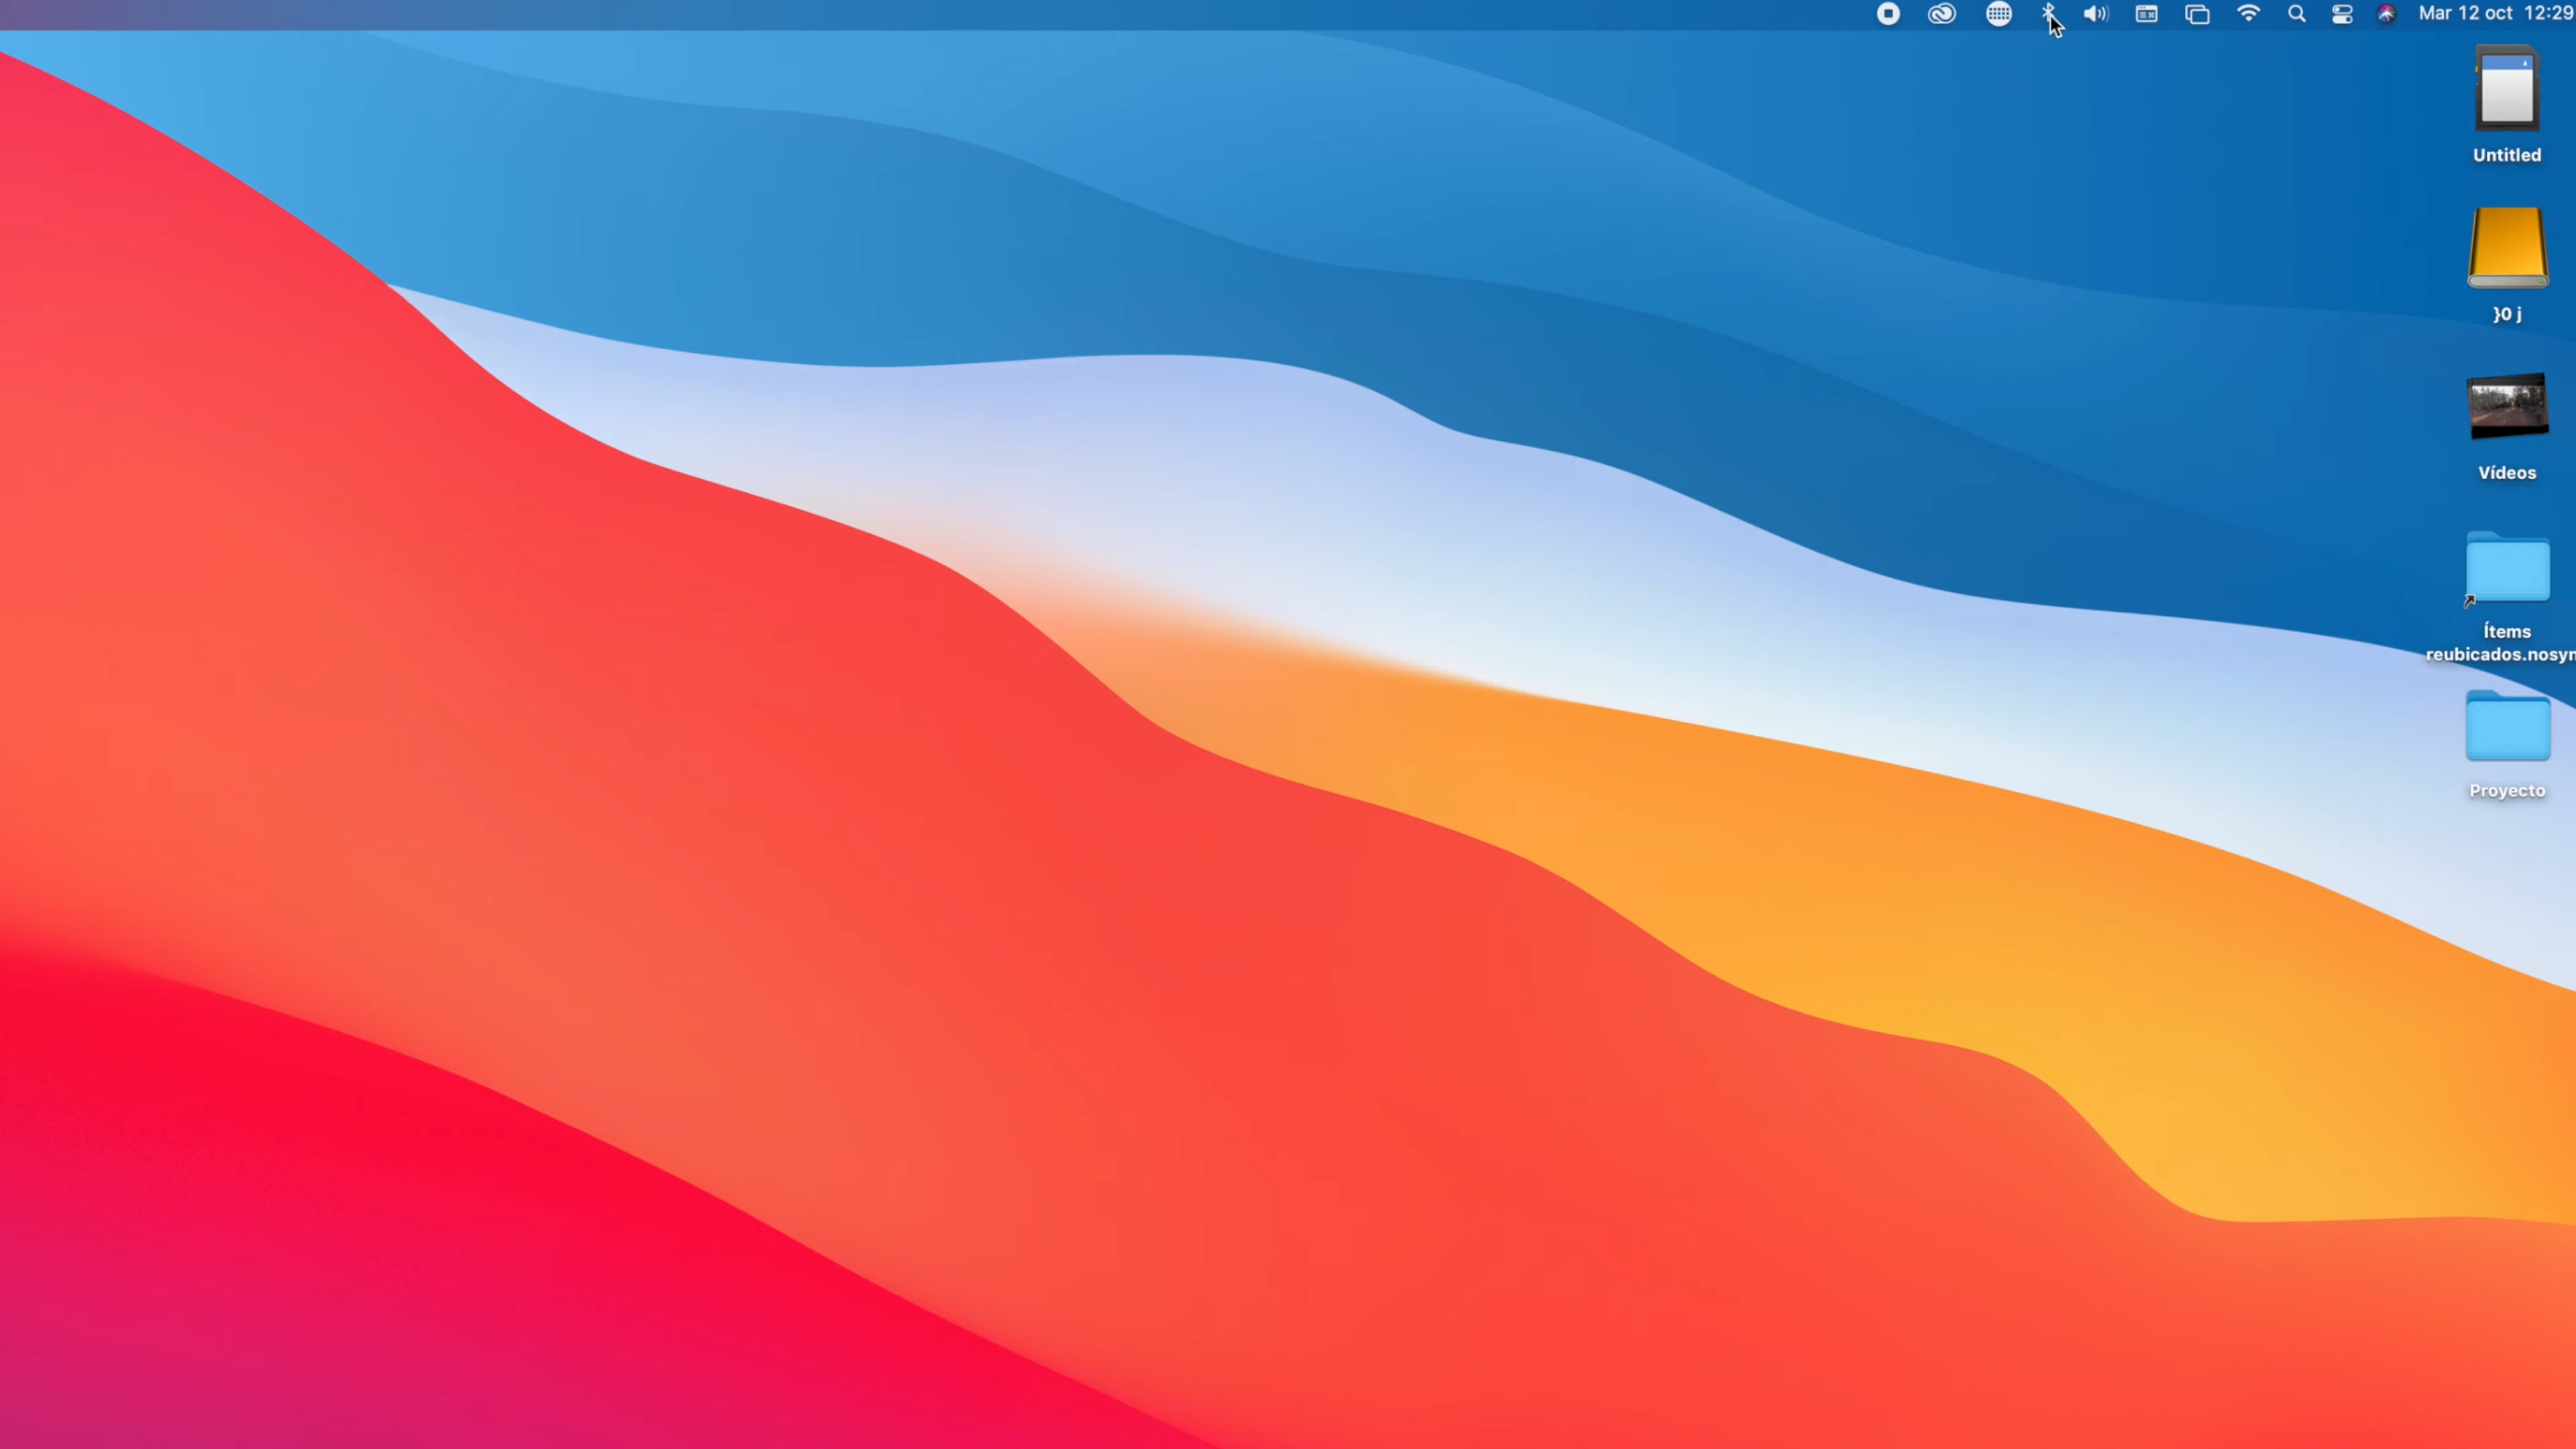 Mar 12 oct 12:29
Untitled
}0 j
Vídeos
Ítems
reubicados.nosyn
Proyecto